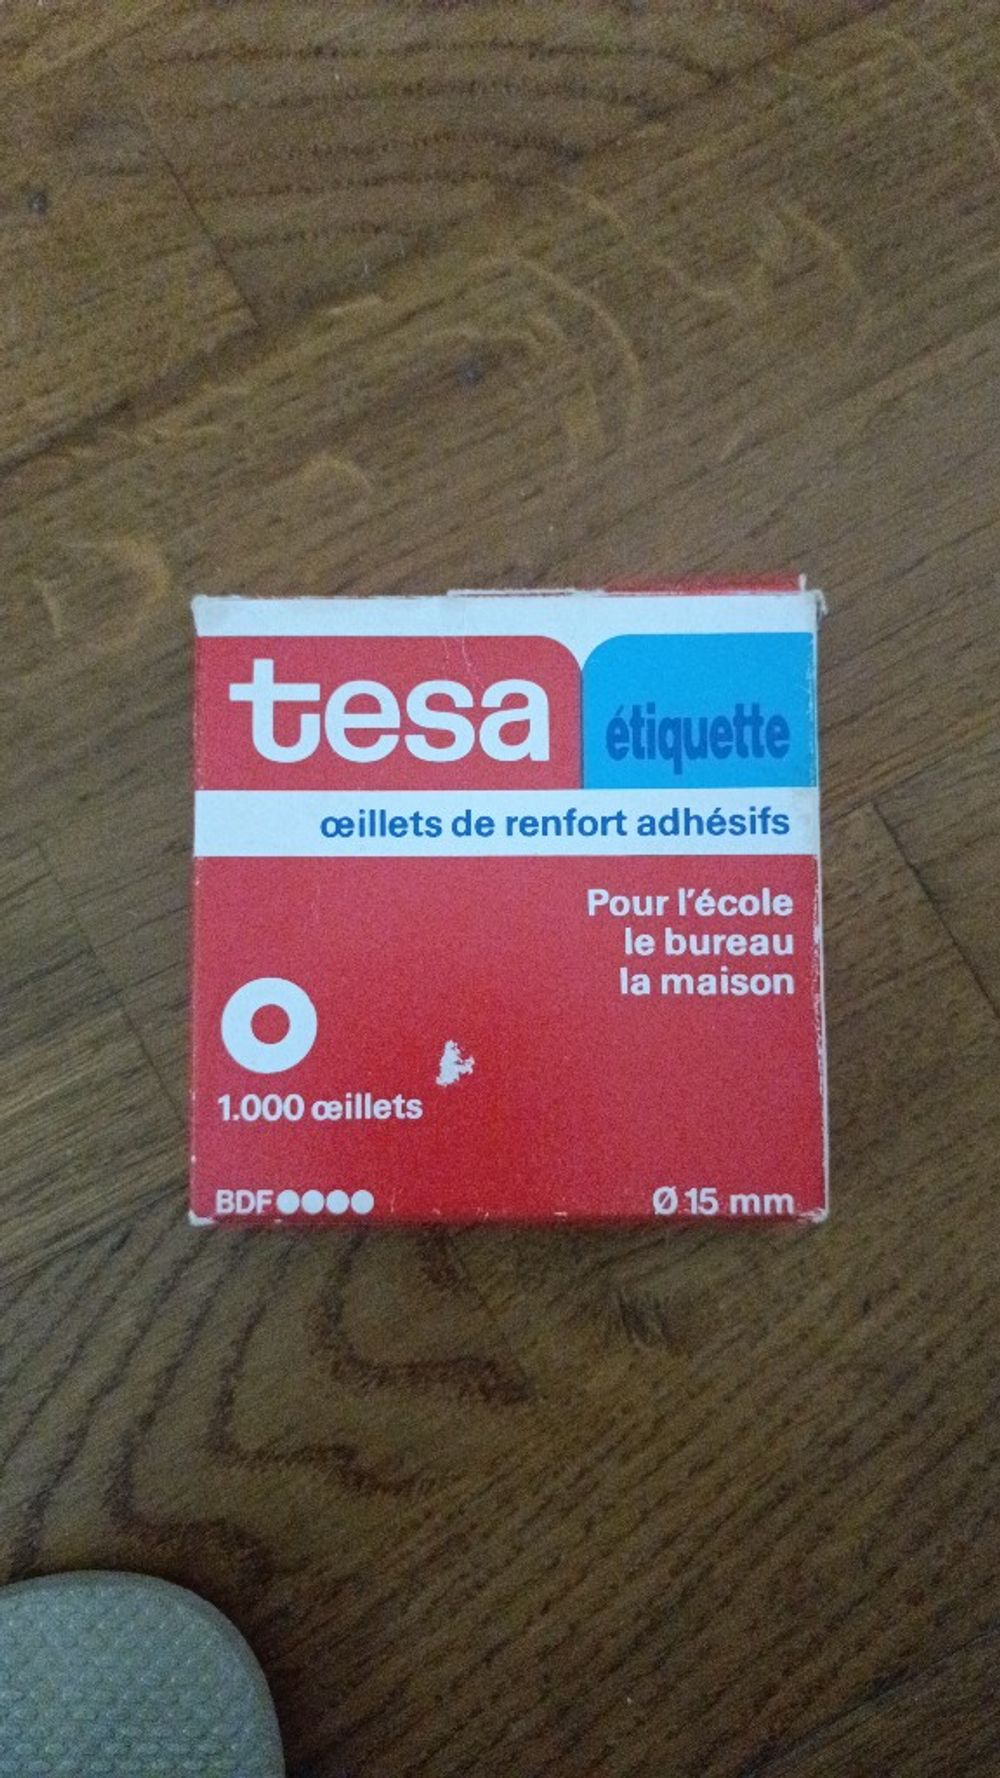 tesa étiquette
œillets de renfort adhésifs
Pour l'école
le bureau
la maison
1.000 œillets
BDF●●●● Ø 15 mm